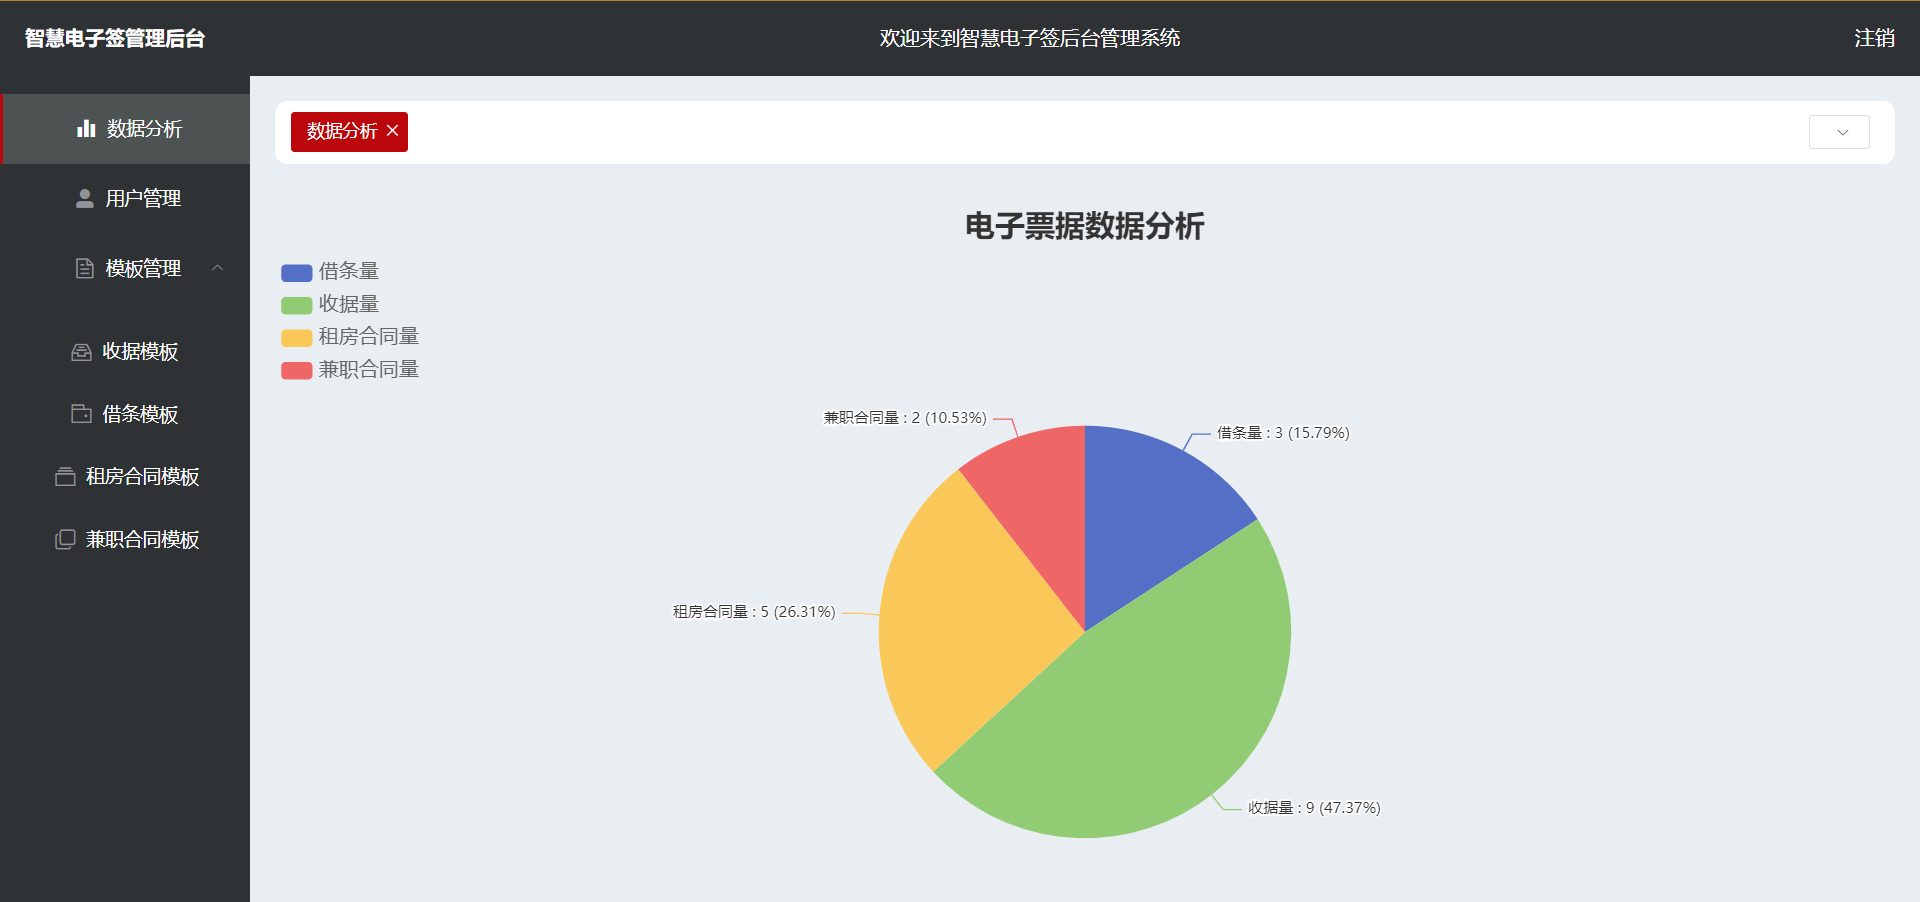 智慧电子签管理后台
欢迎来到智慧电子签后台管理系统
注销
数据分析
用户管理
模板管理
收据模板
借条模板
租房合同模板
兼职合同模板
数据分析
电子票据数据分析
借条量
收据量
租房合同量
兼职合同量
兼职合同量 : 2 (10.53%)
借条量 : 3 (15.79%)
租房合同量 : 5 (26.31%)
收据量 : 9 (47.37%)